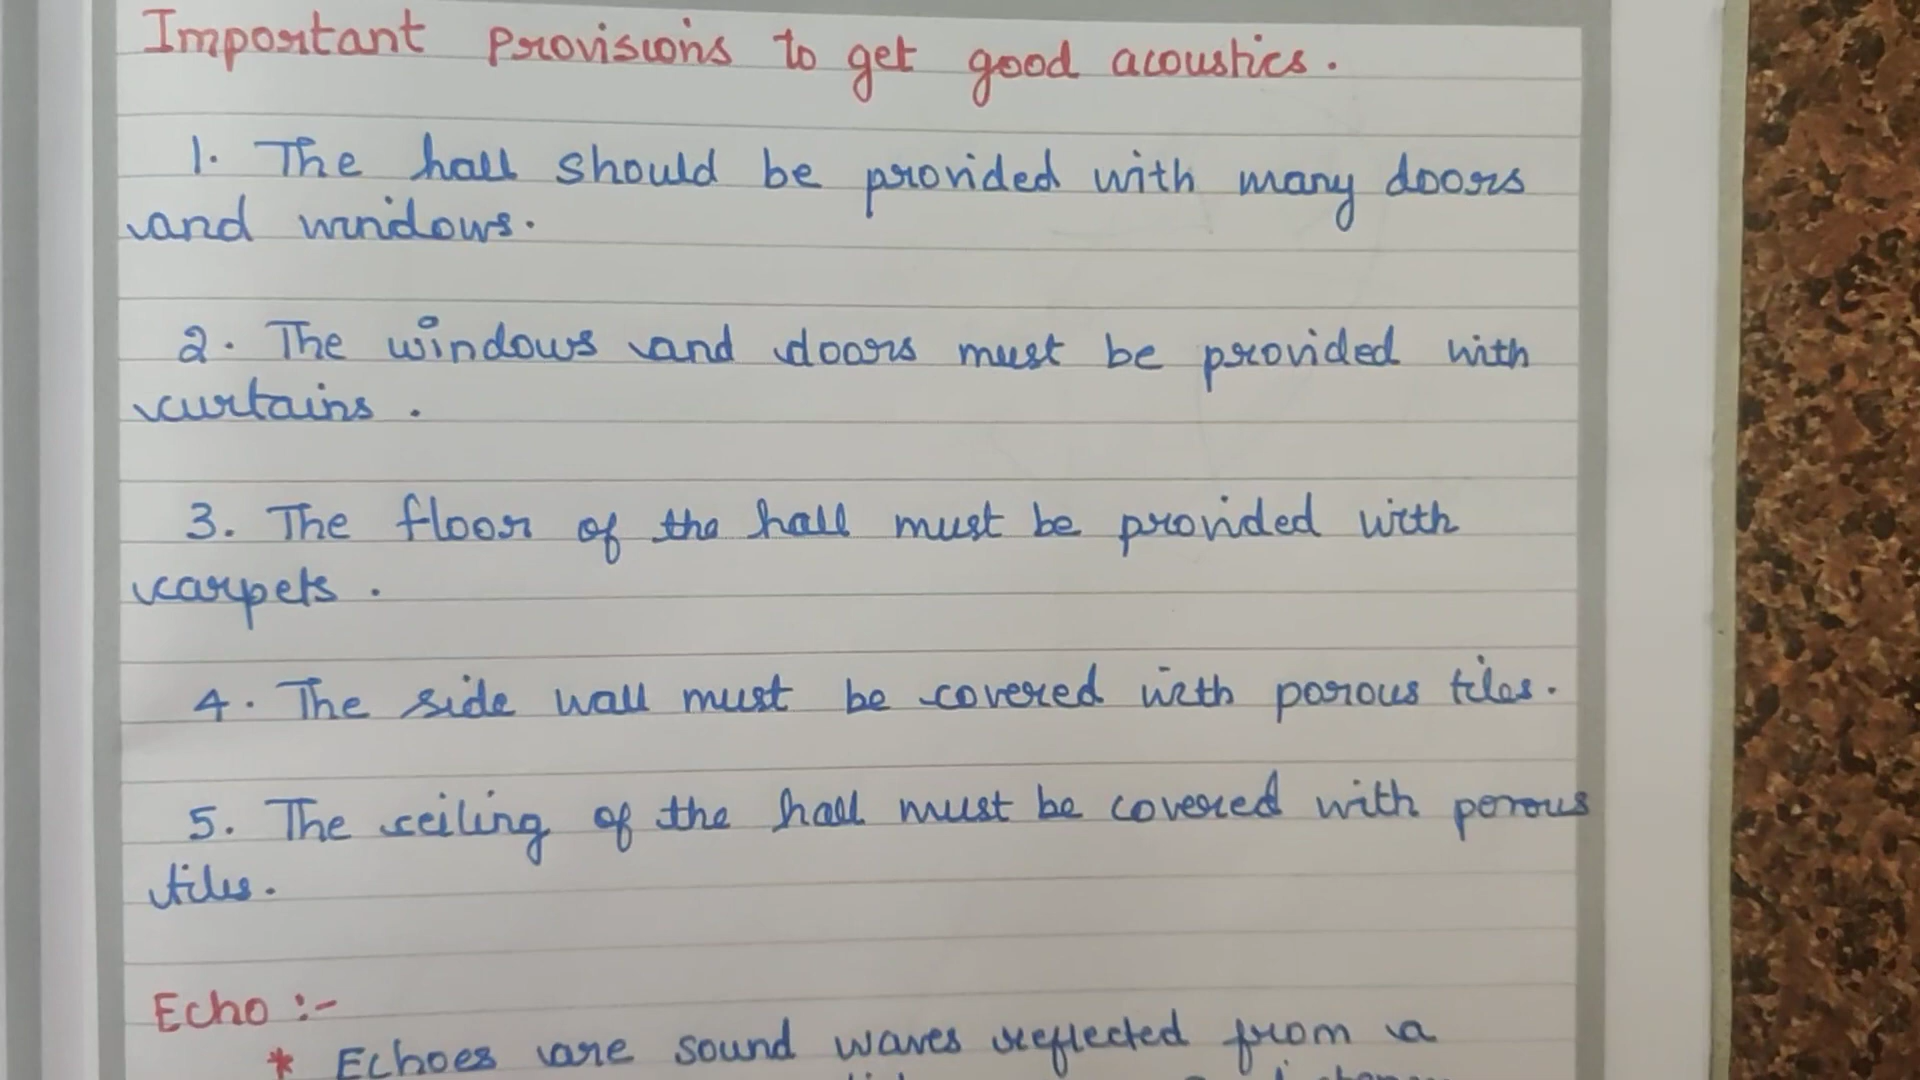 Important provisions to get good acoustics.
1. The hall should be provided with many doors
and windows.
2. The windows and doors must be provided with
curtains.
3. The floor of the hall must be provided with
carpets.
4. The side wall must be covered with porous tiles.
5. The ceiling of the hall must be covered with porous
tiles.
Echo :-
* Echoes are sound waves reflected from a